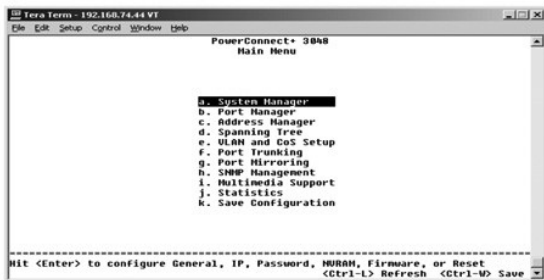 Tera Term - 192.168.74.44 VT
File Edit Setup Control Window Help
PowerConnect+ 3048
Main Menu
a. System Manager
b. Port Manager
c. Address Manager
d. Spanning Tree
e. VLAN and CoS Setup
f. Port Trunking
g. Port Mirroring
h. SNMP Management
i. Multimedia Support
j. Statistics
k. Save Configuration
Hit <Enter> to configure General, IP, Password, NVRAM, Firmware, or Reset
<Ctrl-L> Refresh <Ctrl-W> Save